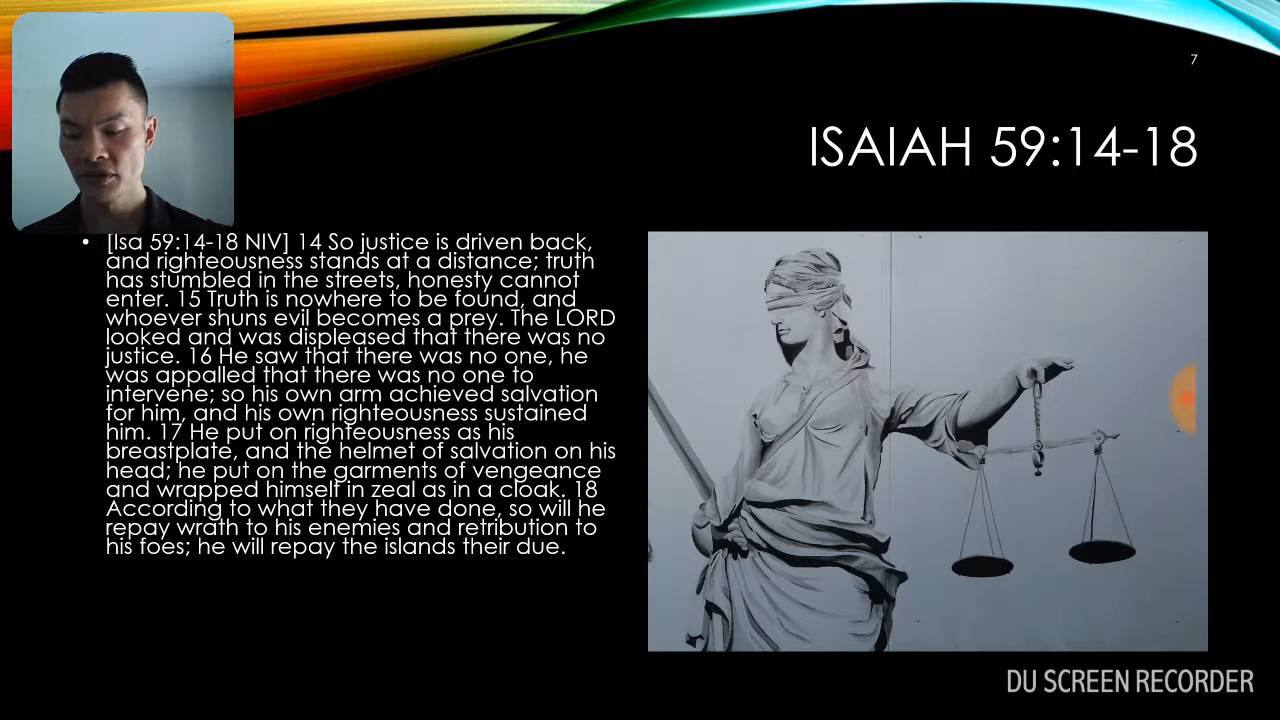 7
ISAIAH 59:14-18
• [Isa 59:14-18 NIV] 14 So justice is driven back,
and righteousness stands at a distance; truth
has stumbled in the streets, honesty cannot
enter. 15 Truth is nowhere to be found, and
whoever shuns evil becomes a prey. The LORD
looked and was displeased that there was no
justice. 16 He saw that there was no one, he
was appalled that there was no one to
intervene; so his own arm achieved salvation
for him, and his own righteousness sustained
him. 17 He put on righteousness as his
breastplate, and the helmet of salvation on his
head; he put on the garments of vengeance
and wrapped himself in zeal as in a cloak. 18
According to what they have done, so will he
repay wrath to his enemies and retribution to
his foes; he will repay the islands their due.
DU SCREEN RECORDER